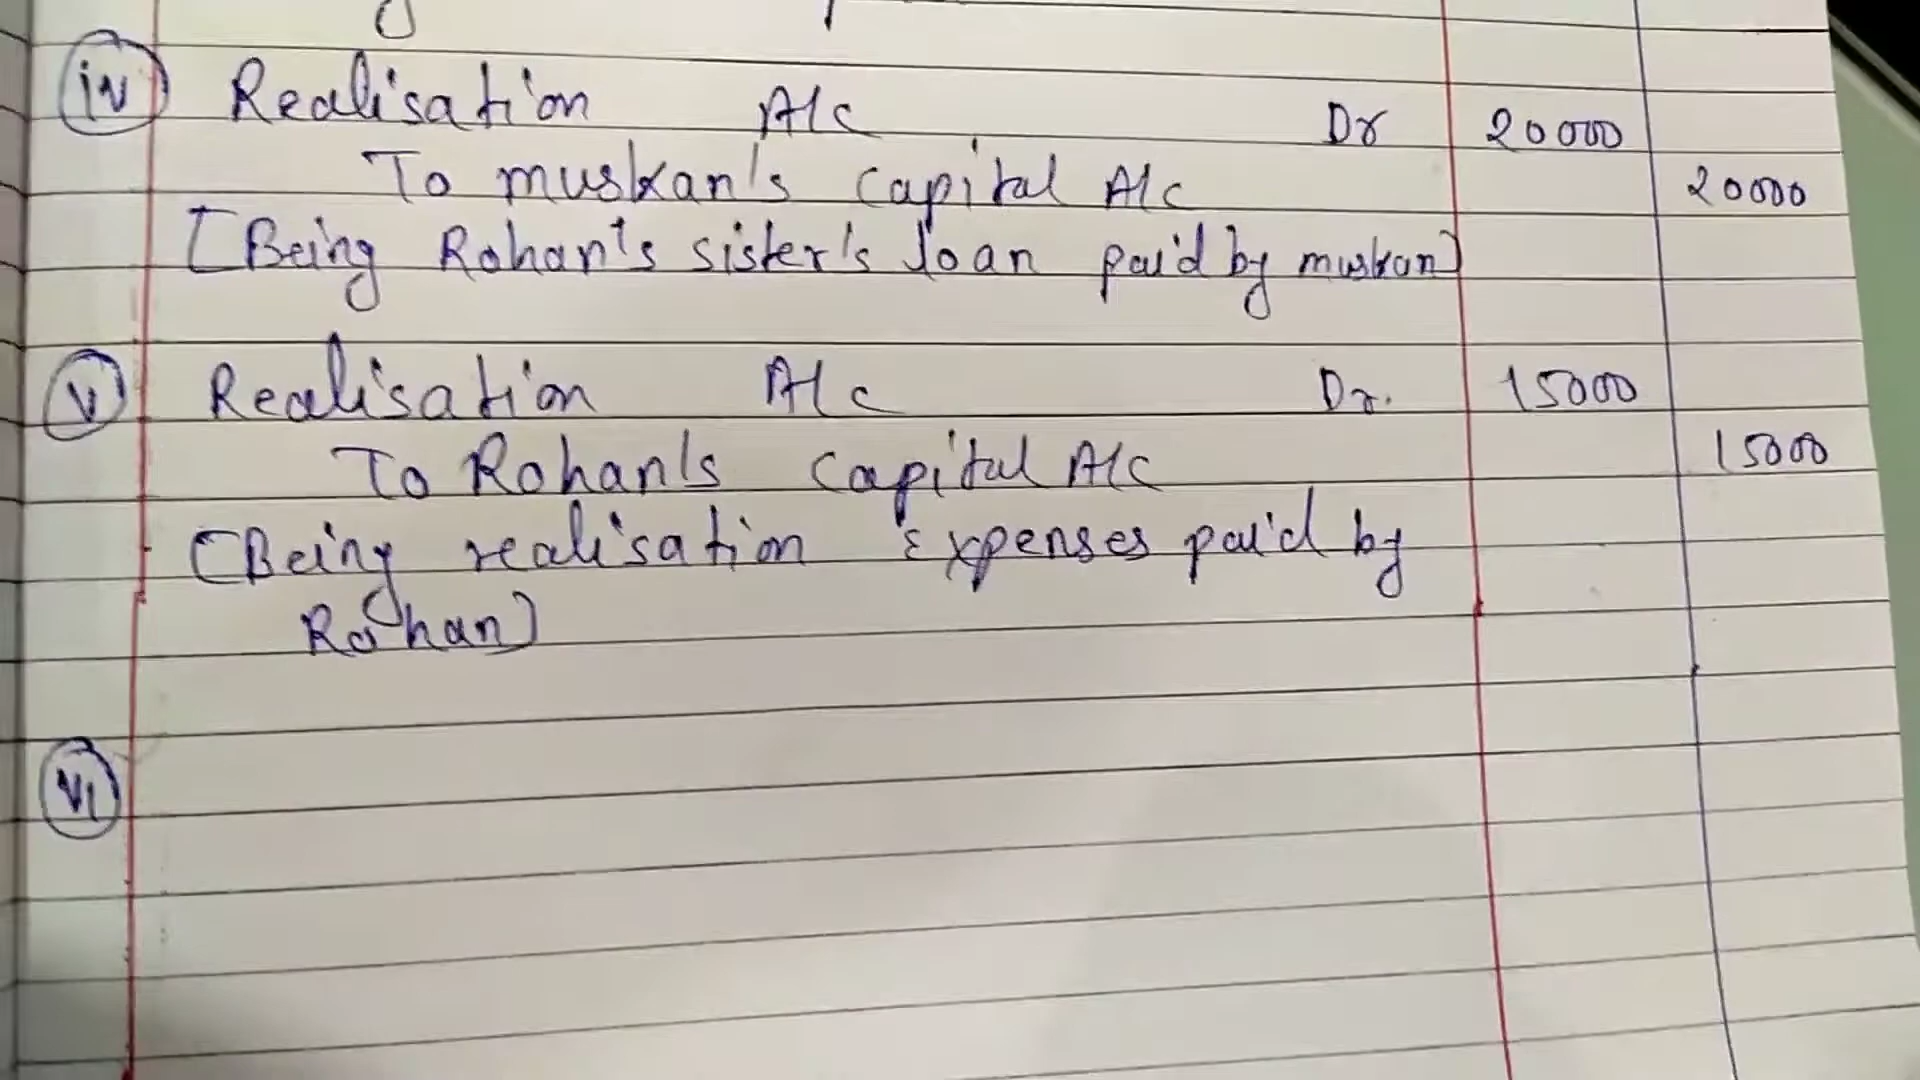 iv Realisation A/c Dr 20000
To muskan's capital A/c 20000
[Being Rohan's sister's loan paid by muskan]
v Realisation A/c Dr. 15000
To Rohan's capital A/c 15000
[Being realisation expenses paid by
Rohan]
vi